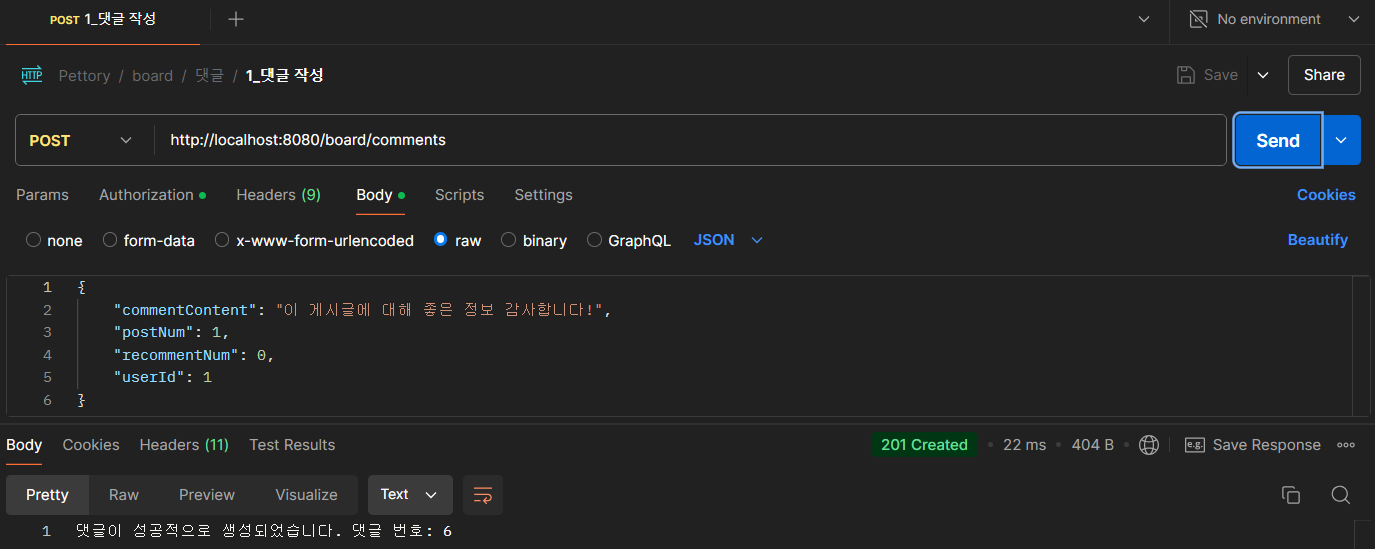 POST 1_댓글 작성
No environment
HTTP Pettory / board / 댓글 / 1_댓글 작성
Save
Share
POST http://localhost:8080/board/comments
Send
Params Authorization Headers (9) Body Scripts Settings Cookies
none form-data x-www-form-urlencoded raw binary GraphQL JSON Beautify
1 {
2 "commentContent": "이 게시글에 대해 좋은 정보 감사합니다!",
3 "postNum": 1,
4 "recommentNum": 0,
5 "userId": 1
6 }
Body Cookies Headers (11) Test Results 201 Created 22 ms 404 B e.g. Save Response
Pretty Raw Preview Visualize Text
1 댓글이 성공적으로 생성되었습니다. 댓글 번호: 6